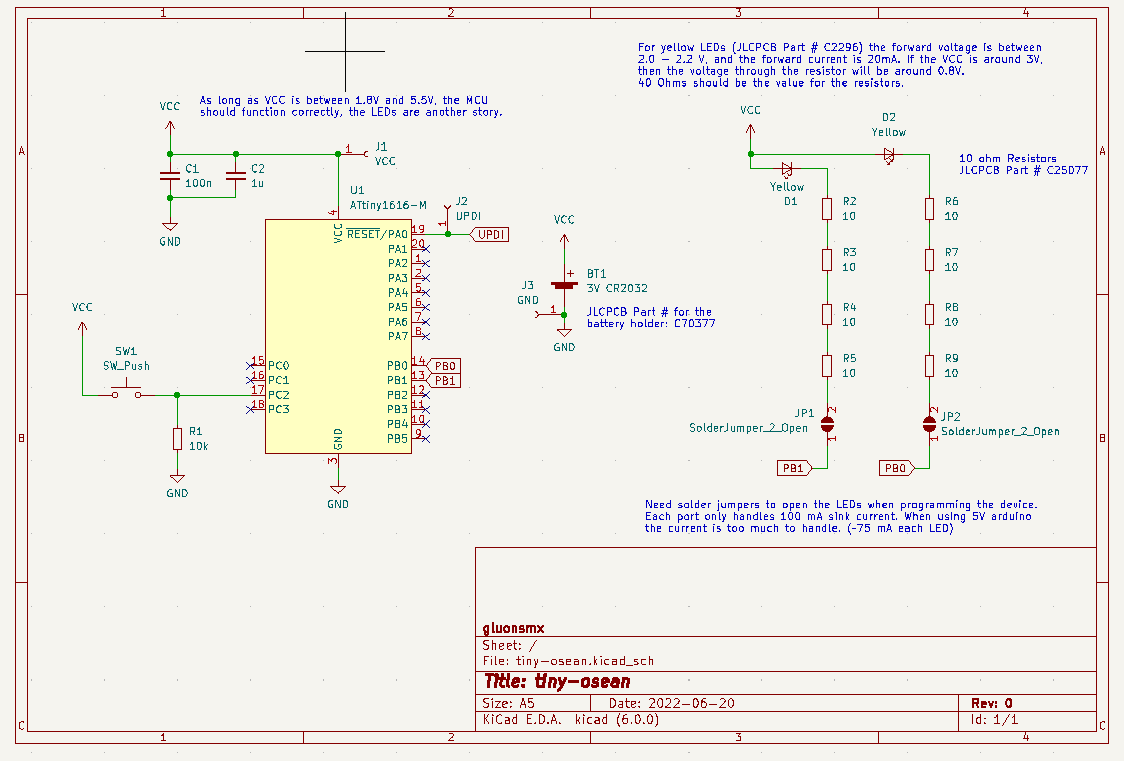 1 2 3 4
For yellow LEDs (JLCPCB Part # C2296) the forward voltage is between
2.0 - 2.2 V, and the forward current is 20mA. If the VCC is around 3V,
then the voltage through the resistor will be around 0.8V.
40 Ohms should be the value for the resistors.
As long as VCC is between 1.8V and 5.5V, the MCU
should function correctly, the LEDs are another story.
VCC
A
C1
100n
C2
1u
GND
1
J1
VCC
U1
ATtiny1616-M
4
VCC
RESET/PA0 19
PA1 20
PA2 1
PA3 2
PA4 5
PA5 6
PA6 7
PA7 8
PB0 14
PB1 13
PB2 12
PB3 11
PB4 10
PB5 9
15 PC0
16 PC1
17 PC2
18 PC3
GND
3
GND
J2
UPDI
1
UPDI
PB0
PB1
VCC
SW1
SW_Push
R1
10k
GND
VCC
+
BT1
3V CR2032
J3
GND
1
GND
JLCPCB Part # for the
battery holder: C70377
VCC
D2
Yellow
Yellow
D1
10 ohm Resistors
JLCPCB Part # C25077
A
R2
10
R6
10
R3
10
R7
10
R4
10
R8
10
R5
10
R9
10
JP1
SolderJumper_2_Open
2
1
JP2
SolderJumper_2_Open
2
1
PB1
PB0
B
B
Need solder jumpers to open the LEDs when programming the device.
Each port only handles 100 mA sink current. When using 5V arduino
the current is too much to handle. (~75 mA each LED)
gluonsmx
Sheet: /
File: tiny-osean.kicad_sch
Title: tiny-osean
Size: A5 Date: 2022-06-20 Rev: 0
KiCad E.D.A. kicad (6.0.0) Id: 1/1
C
C
1 2 3 4